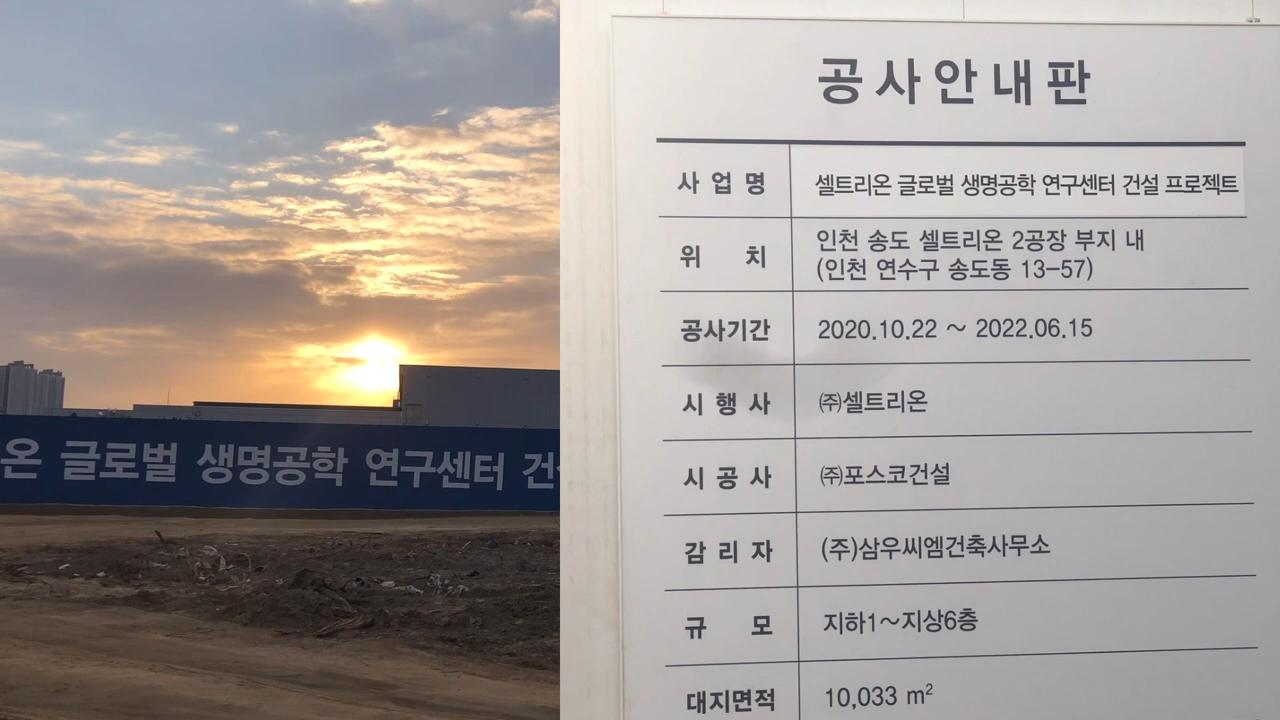 온 글로벌 생명공학 연구센터 건
공사안내판
사업명 셀트리온 글로벌 생명공학 연구센터 건설 프로젝트
위치 인천 송도 셀트리온 2공장 부지 내
(인천 연수구 송도동 13-57)
공사기간 2020.10.22 ~ 2022.06.15
시행사 ㈜셀트리온
시공사 ㈜포스코건설
감리자 (주)삼우씨엠건축사무소
규모 지하1~지상6층
대지면적 10,033 m²